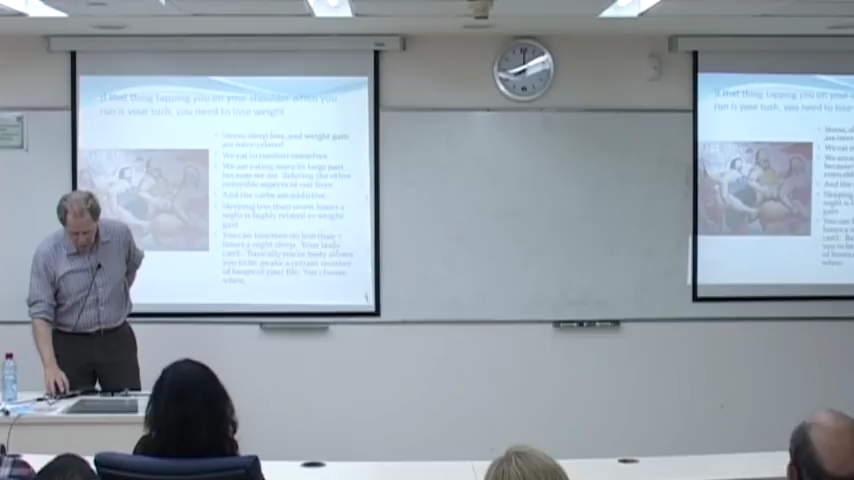 If that thing tapping you on your shoulder when you
run is your tush, you need to lose weight
Stress, sleep loss, and weight gain
are inter-related
We eat to comfort ourselves
We are eating more in large part
because we are defering the other
enjoyable aspects of our lives
And the carbs are addictive
Sleeping less than seven hours a
night is highly related to weight
gain
You can function on less than 7
hours a night sleep. Your body
can't. Basically you're body allows
you to be awake a certain number
of hours of your life. You choose
when.